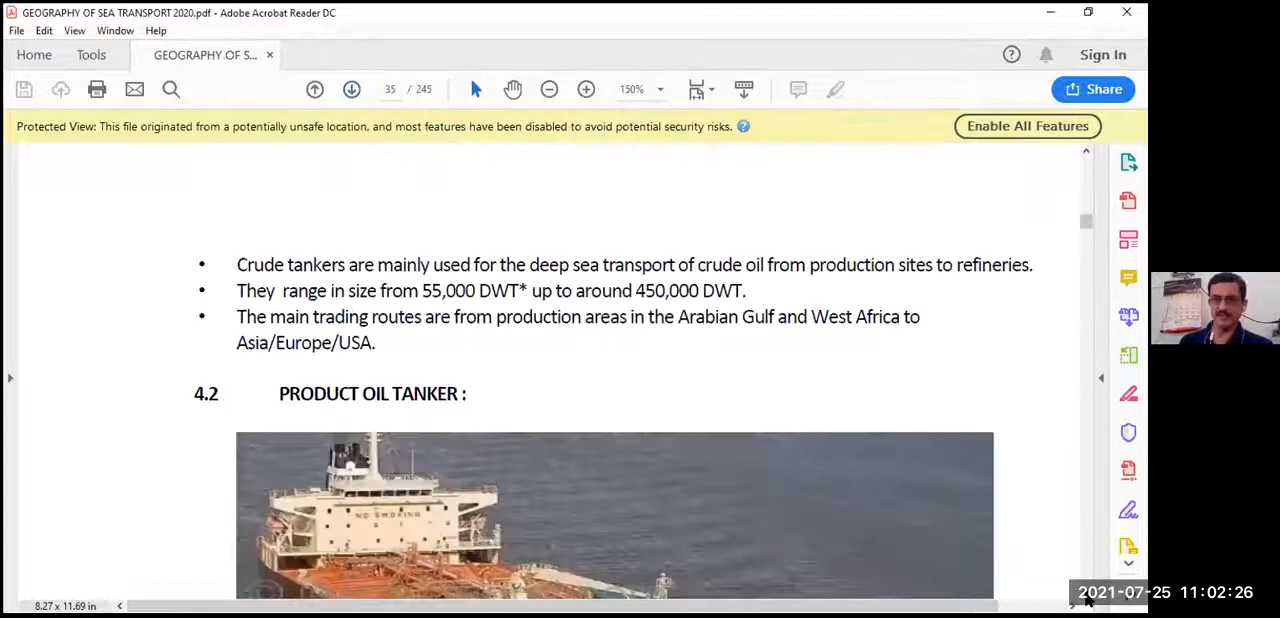 GEOGRAPHY OF SEA TRANSPORT 2020.pdf - Adobe Acrobat Reader DC
File Edit View Window Help
Home Tools GEOGRAPHY OF S... × Sign In
35 / 245 150% Share
Protected View: This file originated from a potentially unsafe location, and most features have been disabled to avoid potential security risks. Enable All Features
• Crude tankers are mainly used for the deep sea transport of crude oil from production sites to refineries.
• They range in size from 55,000 DWT* up to around 450,000 DWT.
• The main trading routes are from production areas in the Arabian Gulf and West Africa to
Asia/Europe/USA.
4.2 PRODUCT OIL TANKER :
NO SMOKING
8.27 x 11.69 in
2021-07-25 11:02:26